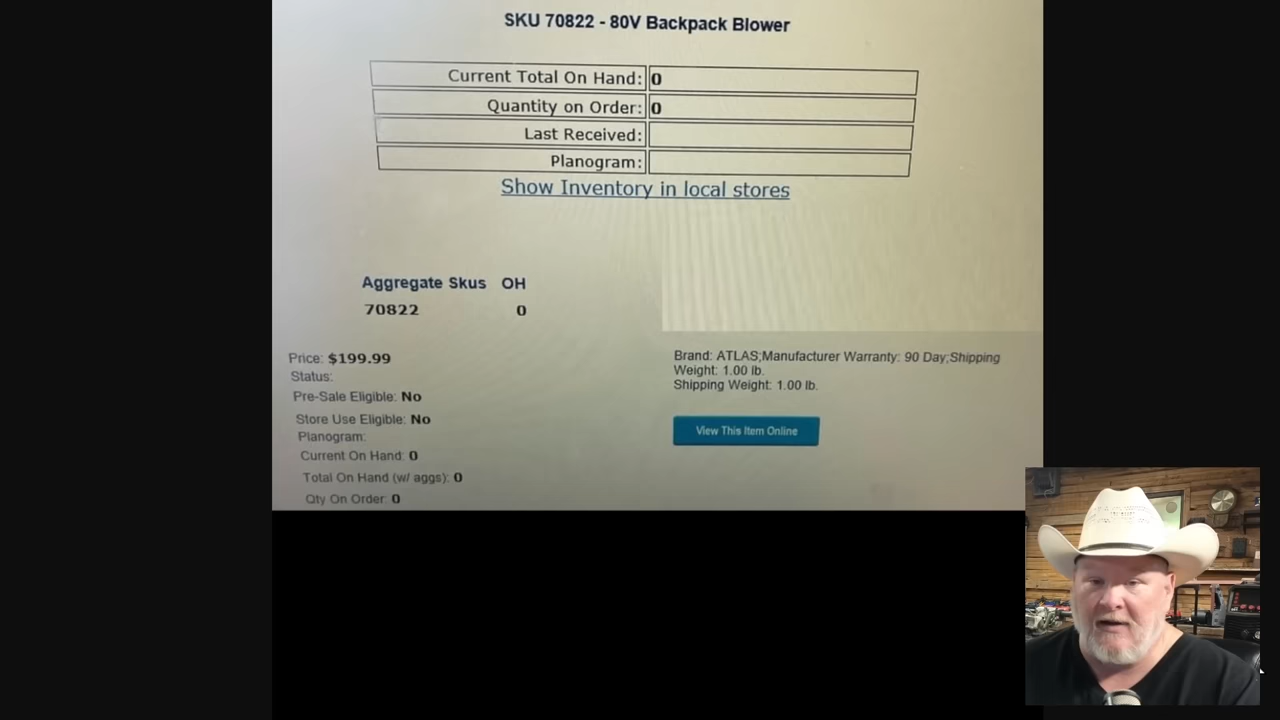 SKU 70822 - 80V Backpack Blower
Current Total On Hand: 0
Quantity on Order: 0
Last Received:
Planogram:
Show Inventory in local stores
Aggregate Skus OH
70822 0
Price: $199.99
Status:
Pre-Sale Eligible: No
Store Use Eligible: No
Planogram:
Current On Hand: 0
Total On Hand (w/ aggs): 0
Qty On Order: 0
Brand: ATLAS;Manufacturer Warranty: 90 Day;Shipping
Weight: 1.00 lb.
Shipping Weight: 1.00 lb.
View This Item Online